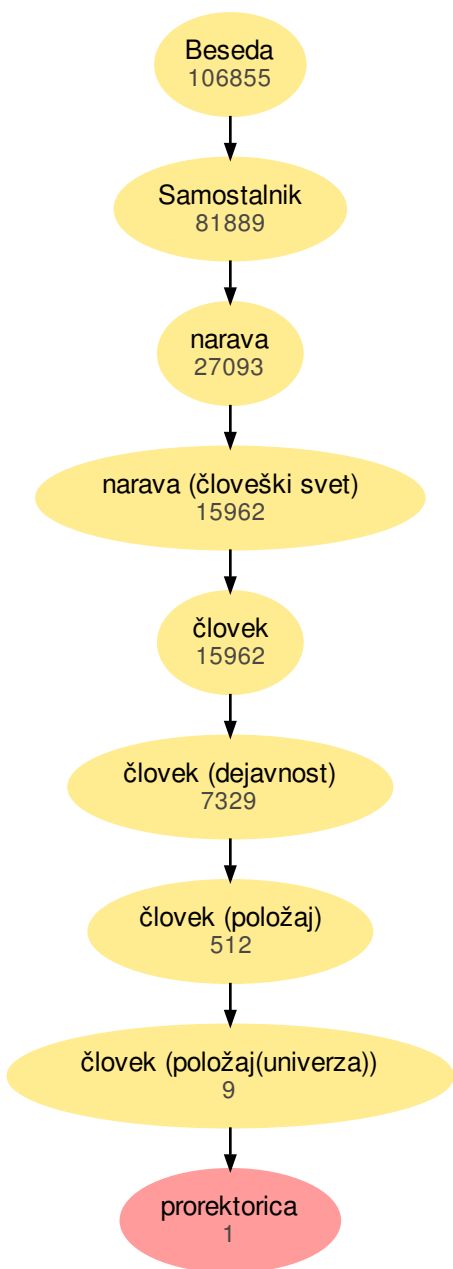 Beseda
106855
Samostalnik
81889
narava
27093
narava (človeški svet)
15962
človek
15962
človek (dejavnost)
7329
človek (položaj)
512
človek (položaj(univerza))
9
prorektorica
1